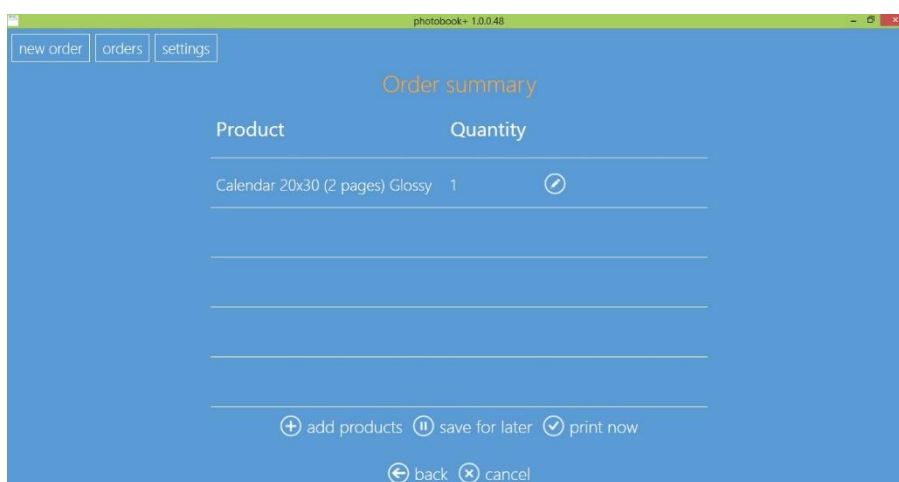 photobook+ 1.0.0.48
new order orders settings
Order summary
Product Quantity
Calendar 20x30 (2 pages) Glossy 1
add products save for later print now
back cancel